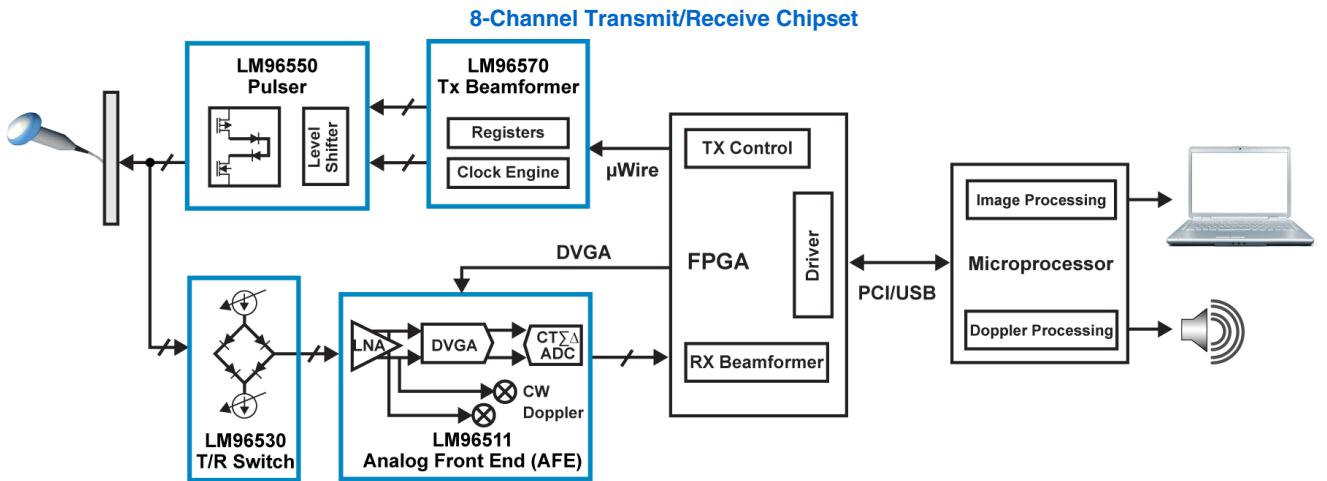 8-Channel Transmit/Receive Chipset
LM96550
Pulser
Level
Shifter
LM96570
Tx Beamformer
Registers
Clock Engine
µWire
TX Control
FPGA
Driver
RX Beamformer
DVGA
PCI/USB
Image Processing
Microprocessor
Doppler Processing
LM96530
T/R Switch
LNA
DVGA
CT∑∆
ADC
CW
Doppler
LM96511
Analog Front End (AFE)